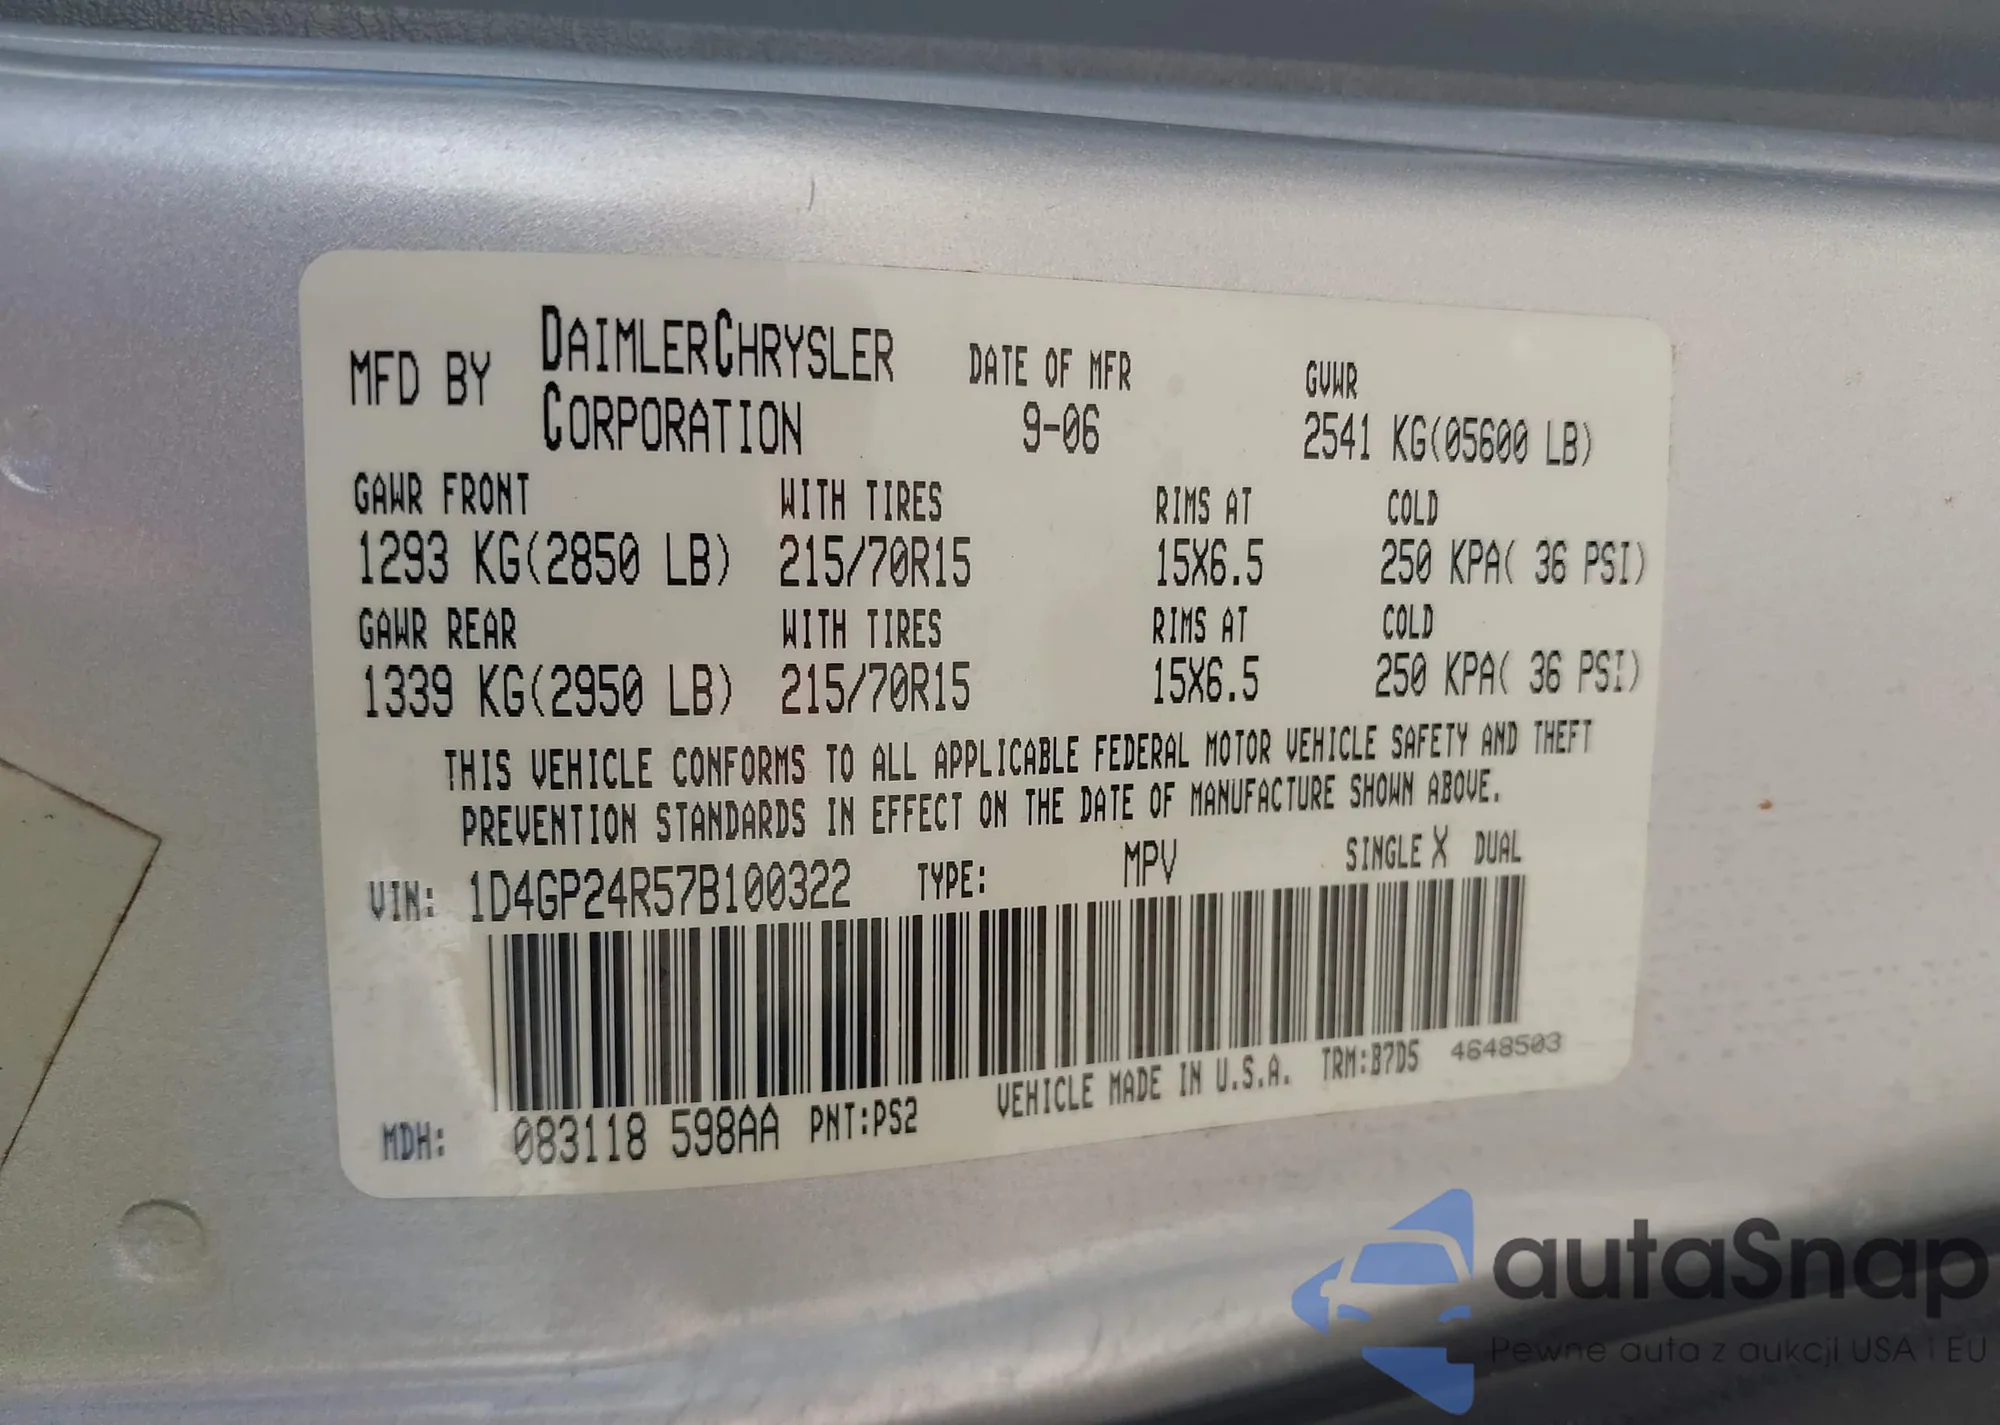 MFD BY DAIMLERCHRYSLER CORPORATION
DATE OF MFR
9-06
GVWR
2541 KG(05600 LB)
GAWR FRONT WITH TIRES RIMS AT COLD
1293 KG(2850 LB) 215/70R15 15X6.5 250 KPA( 36 PSI)
GAWR REAR WITH TIRES RIMS AT COLD
1339 KG(2950 LB) 215/70R15 15X6.5 250 KPA( 36 PSI)
THIS VEHICLE CONFORMS TO ALL APPLICABLE FEDERAL MOTOR VEHICLE SAFETY AND THEFT
PREVENTION STANDARDS IN EFFECT ON THE DATE OF MANUFACTURE SHOWN ABOVE.
VIN: 1D4GP24R57B100322 TYPE: MPV SINGLE X DUAL
MDH: 083118 598AA PNT:PS2 VEHICLE MADE IN U.S.A. TRM:B7D5 4648503
autaSnap
Pewne auta z aukcji USA i EU